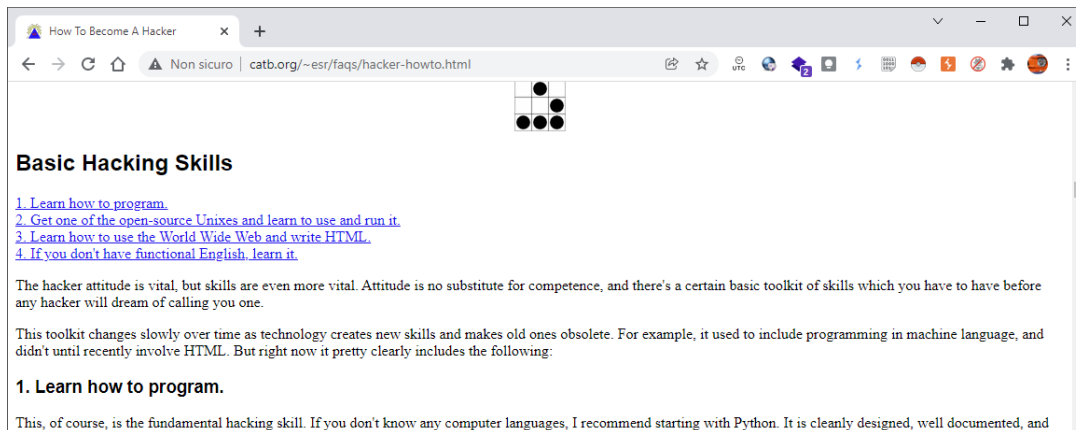 How To Become A Hacker
Non sicuro | catb.org/~esr/faqs/hacker-howto.html
UTC
2
Basic Hacking Skills
1. Learn how to program.
2. Get one of the open-source Unixes and learn to use and run it.
3. Learn how to use the World Wide Web and write HTML.
4. If you don't have functional English, learn it.
The hacker attitude is vital, but skills are even more vital. Attitude is no substitute for competence, and there's a certain basic toolkit of skills which you have to have before
any hacker will dream of calling you one.
This toolkit changes slowly over time as technology creates new skills and makes old ones obsolete. For example, it used to include programming in machine language, and
didn't until recently involve HTML. But right now it pretty clearly includes the following:
1. Learn how to program.
This, of course, is the fundamental hacking skill. If you don't know any computer languages, I recommend starting with Python. It is cleanly designed, well documented, and